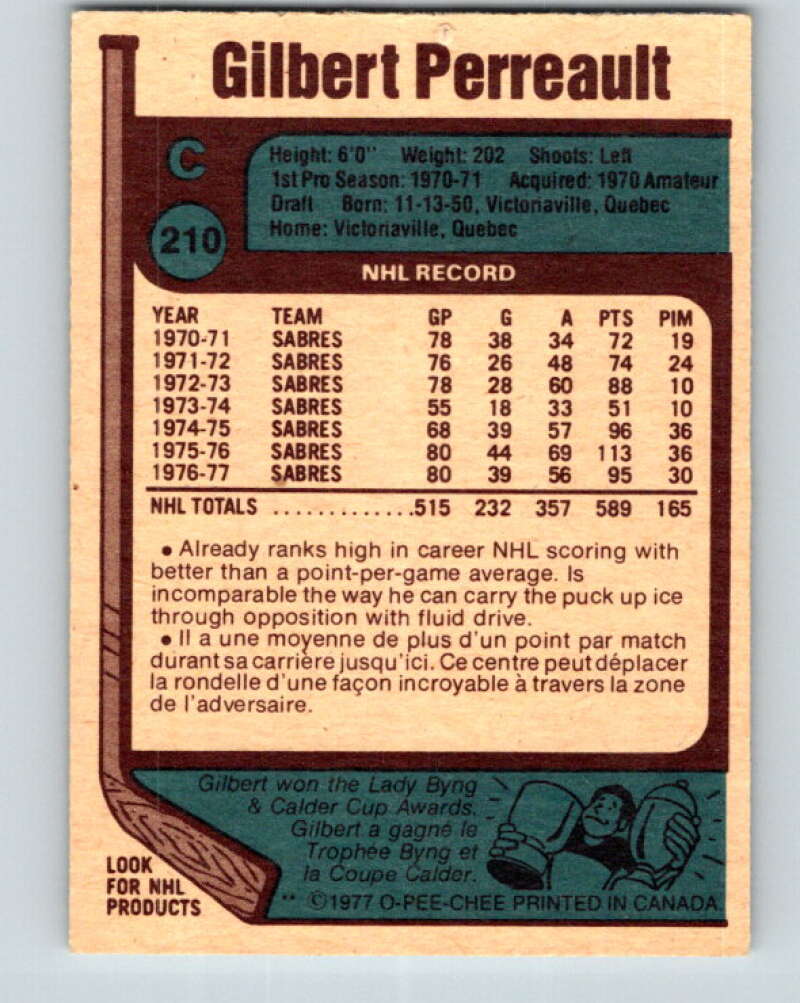 Gilbert Perreault
C
Height: 6'0" Weight: 202 Shoots: Left
1st Pro Season: 1970-71 Acquired: 1970 Amateur
Draft Born: 11-13-50, Victoriaville, Quebec
Home: Victoriaville, Quebec
210
NHL RECORD
YEAR TEAM GP G A PTS PIM
1970-71 SABRES 78 38 34 72 19
1971-72 SABRES 76 26 48 74 24
1972-73 SABRES 78 28 60 88 10
1973-74 SABRES 55 18 33 51 10
1974-75 SABRES 68 39 57 96 36
1975-76 SABRES 80 44 69 113 36
1976-77 SABRES 80 39 56 95 30
NHL TOTALS .............515 232 357 589 165
• Already ranks high in career NHL scoring with
better than a point-per-game average. Is
incomparable the way he can carry the puck up ice
through opposition with fluid drive.
• Il a une moyenne de plus d'un point par match
durant sa carrière jusqu'ici. Ce centre peut déplacer
la rondelle d'une façon incroyable à travers la zone
de l'adversaire.
Gilbert won the Lady Byng
& Calder Cup Awards.
Gilbert a gagné le
Trophée Byng et
la Coupe Calder.
LOOK
FOR NHL
PRODUCTS
** ©1977 O-PEE-CHEE PRINTED IN CANADA.